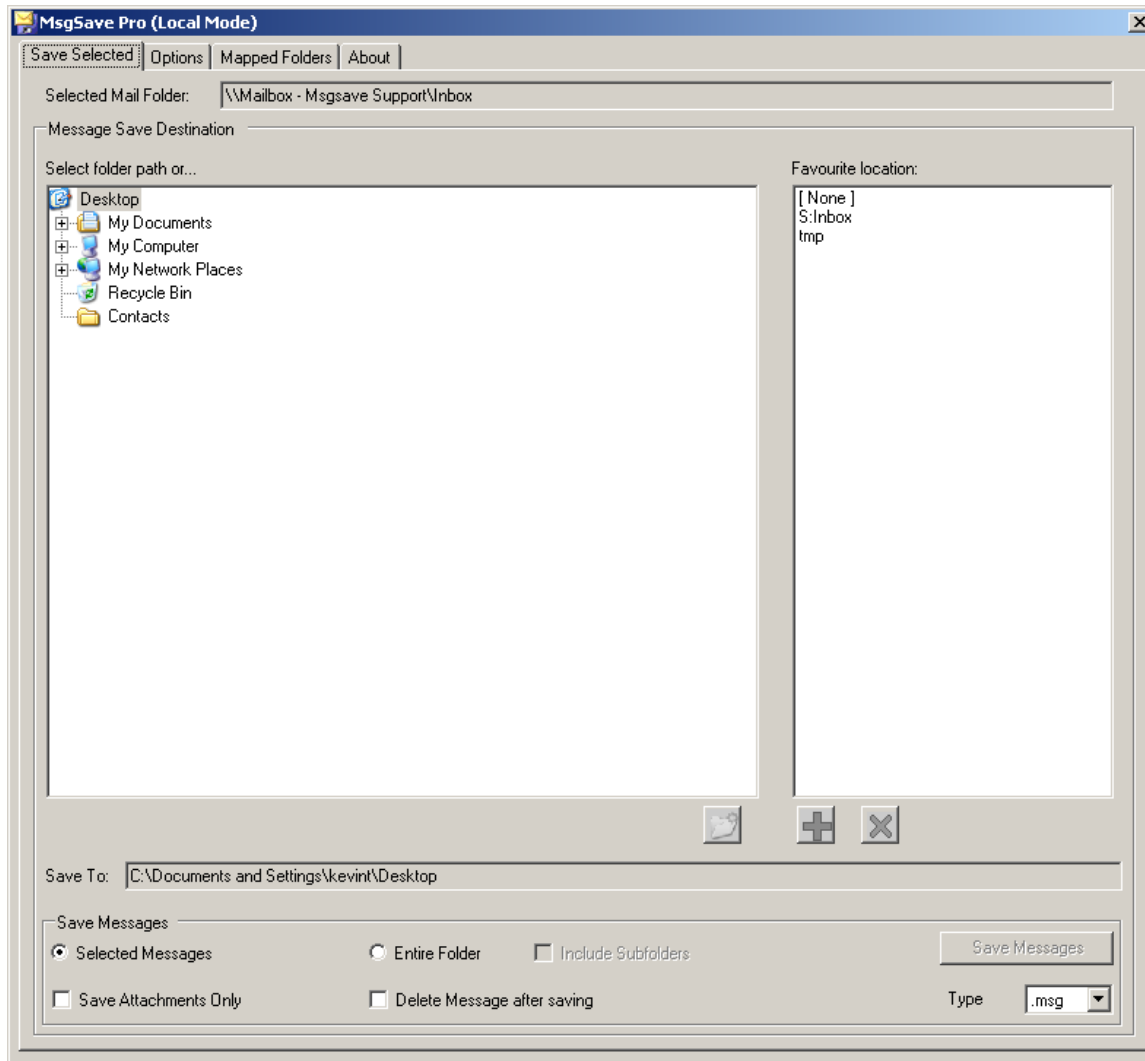 MsgSave Pro (Local Mode)
Save Selected Options Mapped Folders About
Selected Mail Folder: \\Mailbox - Msgsave Support\Inbox
Message Save Destination
Select folder path or...
Desktop
My Documents
My Computer
My Network Places
Recycle Bin
Contacts
Favourite location:
[ None ]
S:Inbox
tmp
Save To: C:\Documents and Settings\kevint\Desktop
Save Messages
Selected Messages Entire Folder Include Subfolders Save Messages
Save Attachments Only Delete Message after saving Type .msg